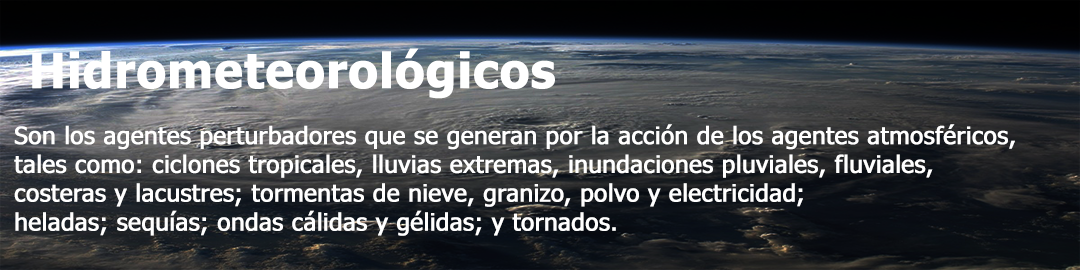 Hidrometeorológicos
Son los agentes perturbadores que se generan por la acción de los agentes atmosféricos,
tales como: ciclones tropicales, lluvias extremas, inundaciones pluviales, fluviales,
costeras y lacustres; tormentas de nieve, granizo, polvo y electricidad;
heladas; sequías; ondas cálidas y gélidas; y tornados.